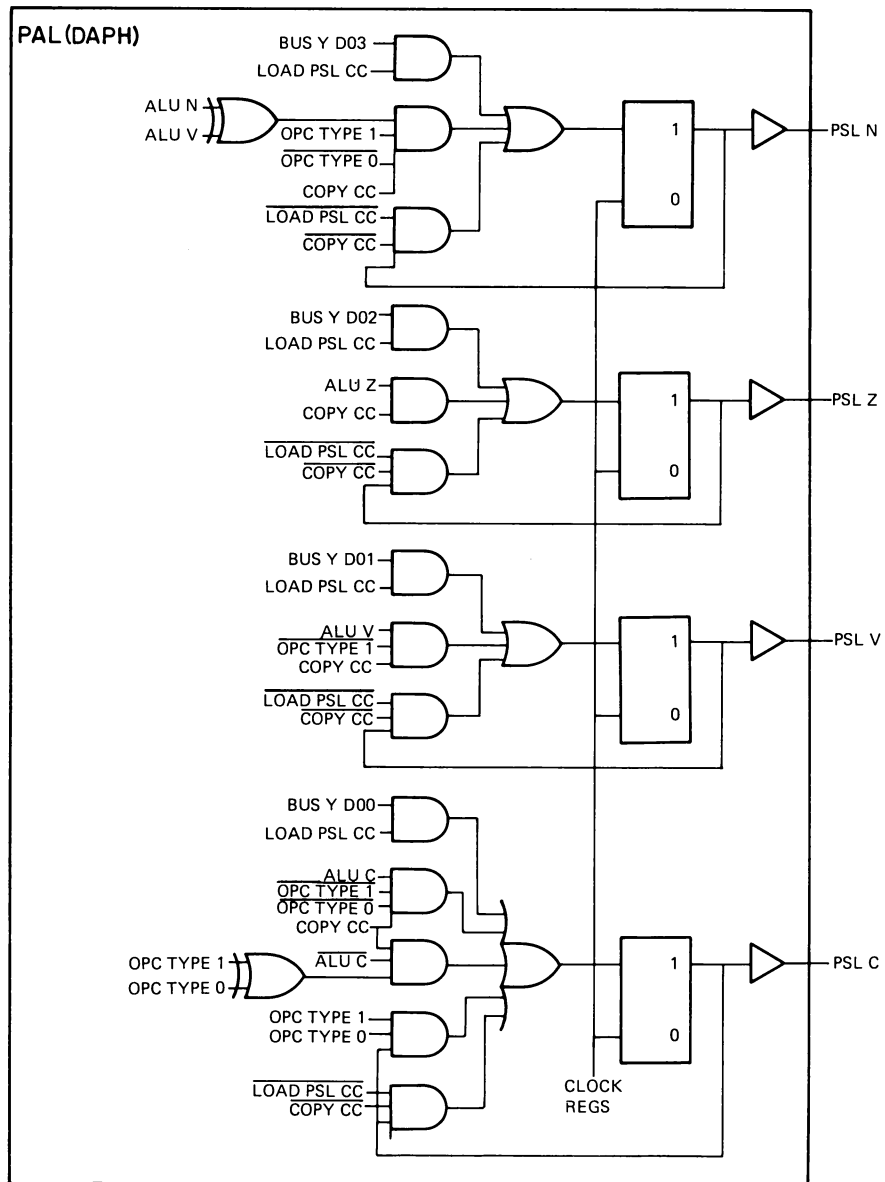 PAL(DAPH)
BUS Y D03
LOAD PSL CC
ALU N
ALU V
OPC TYPE 1
OPC TYPE 0
COPY CC
LOAD PSL CC
COPY CC
1
0
PSL N
BUS Y D02
LOAD PSL CC
ALU Z
COPY CC
LOAD PSL CC
COPY CC
1
0
PSL Z
BUS Y D01
LOAD PSL CC
ALU V
OPC TYPE 1
COPY CC
LOAD PSL CC
COPY CC
1
0
PSL V
BUS Y D00
LOAD PSL CC
ALU C
OPC TYPE 1
OPC TYPE 0
COPY CC
ALU C
OPC TYPE 1
OPC TYPE 0
OPC TYPE 1
OPC TYPE 0
LOAD PSL CC
COPY CC
1
0
PSL C
CLOCK
REGS